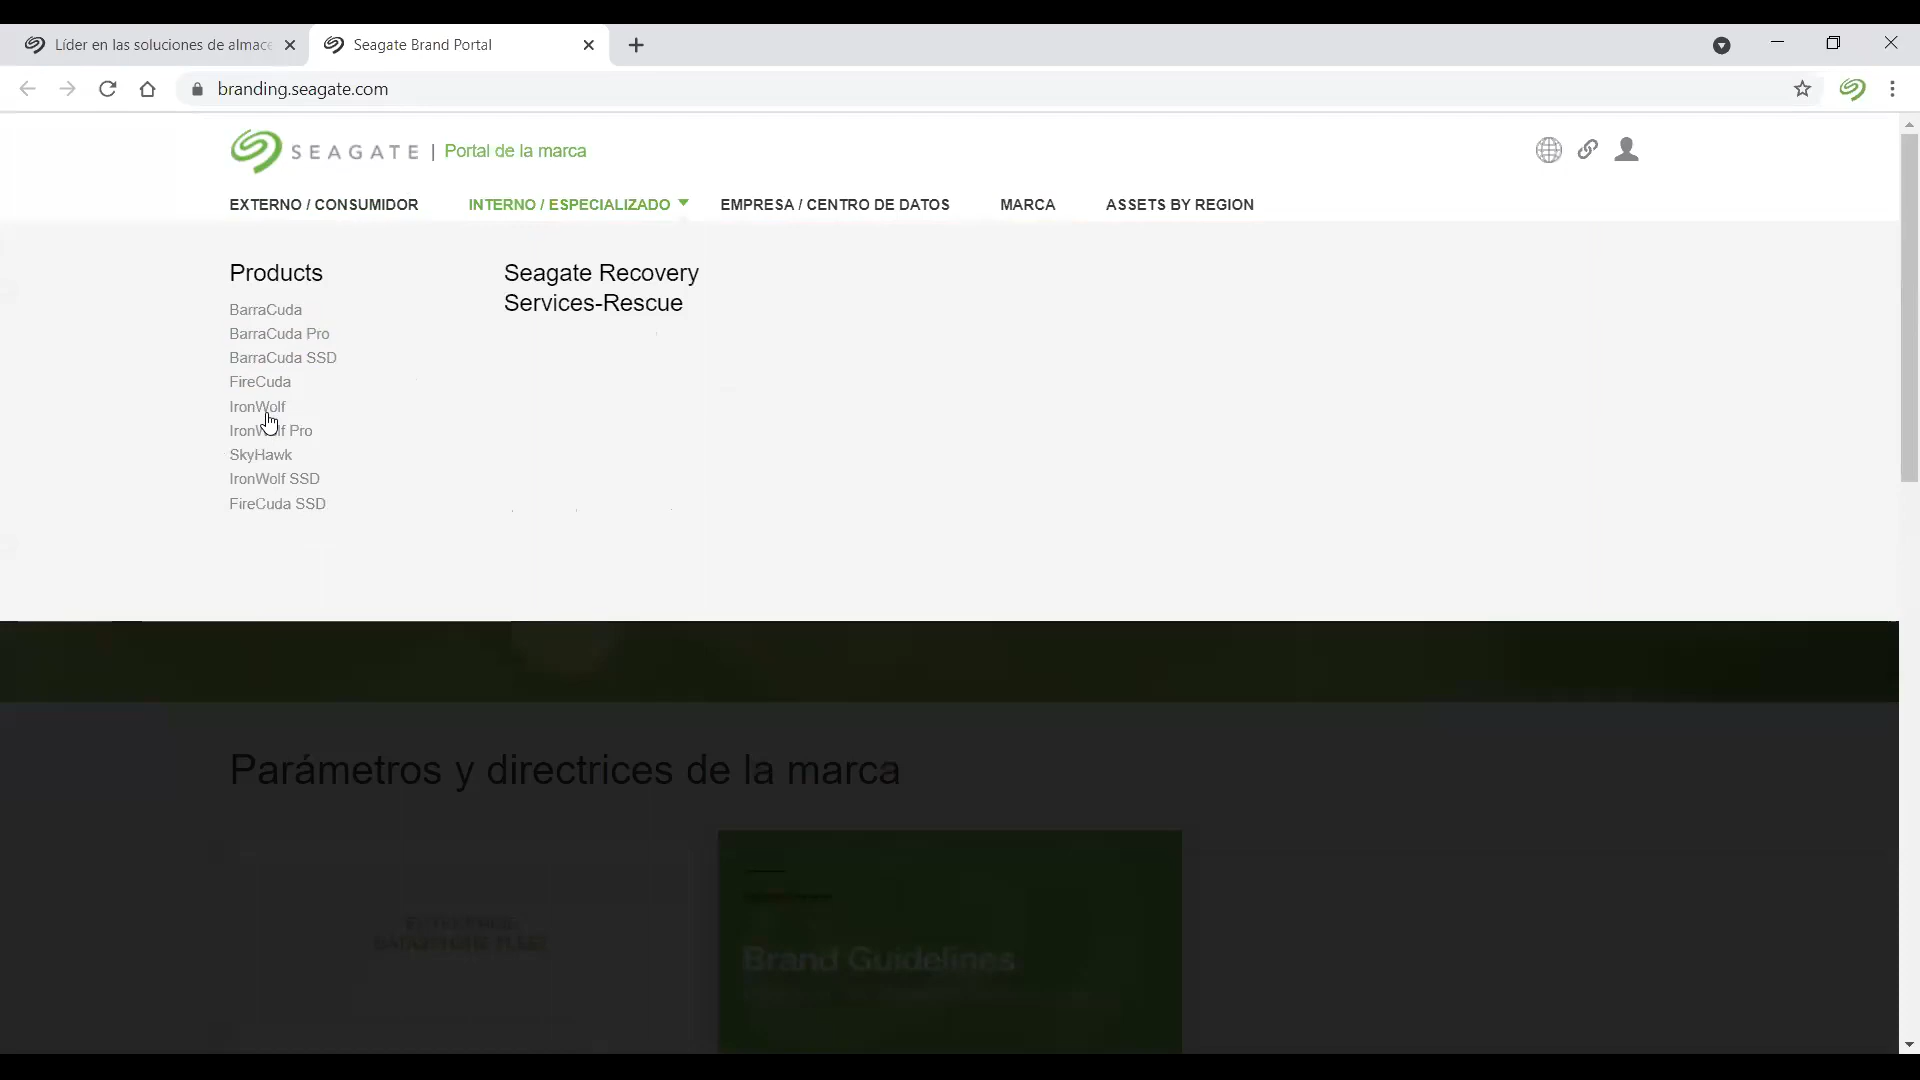 Líder en las soluciones de almac
Seagate Brand Portal
branding.seagate.com
SEAGATE | Portal de la marca
EXTERNO / CONSUMIDOR
INTERNO / ESPECIALIZADO
EMPRESA / CENTRO DE DATOS
MARCA
ASSETS BY REGION
Products
BarraCuda
BarraCuda Pro
BarraCuda SSD
FireCuda
IronWolf
IronWolf Pro
SkyHawk
IronWolf SSD
FireCuda SSD
Seagate Recovery
Services-Rescue
Parámetros y directrices de la marca
Brand Guidelines